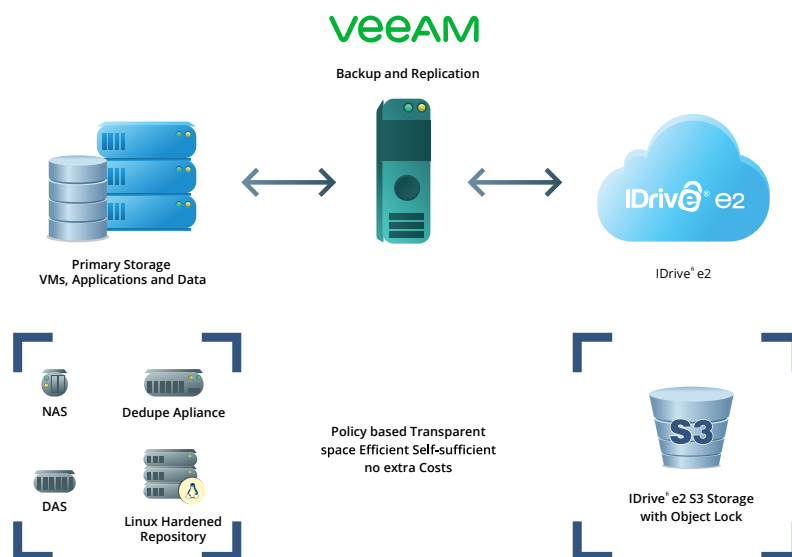 veeAM
Backup and Replication
IDrive® e2
Primary Storage
VMs, Applications and Data
IDrive® e2
NAS
Dedupe Apliance
Policy based Transparent
space Efficient Self-sufficient
no extra Costs
S3
DAS
Linux Hardened
Repository
IDrive® e2 S3 Storage
with Object Lock